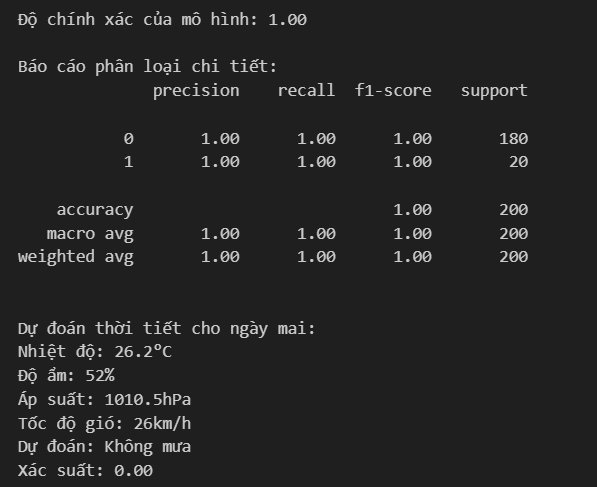 Độ chính xác của mô hình: 1.00
Báo cáo phân loại chi tiết:
precision recall f1-score support
0 1.00 1.00 1.00 180
1 1.00 1.00 1.00 20
accuracy 1.00 200
macro avg 1.00 1.00 1.00 200
weighted avg 1.00 1.00 1.00 200
Dự đoán thời tiết cho ngày mai:
Nhiệt độ: 26.2°C
Độ ẩm: 52%
Áp suất: 1010.5hPa
Tốc độ gió: 26km/h
Dự đoán: Không mưa
Xác suất: 0.00